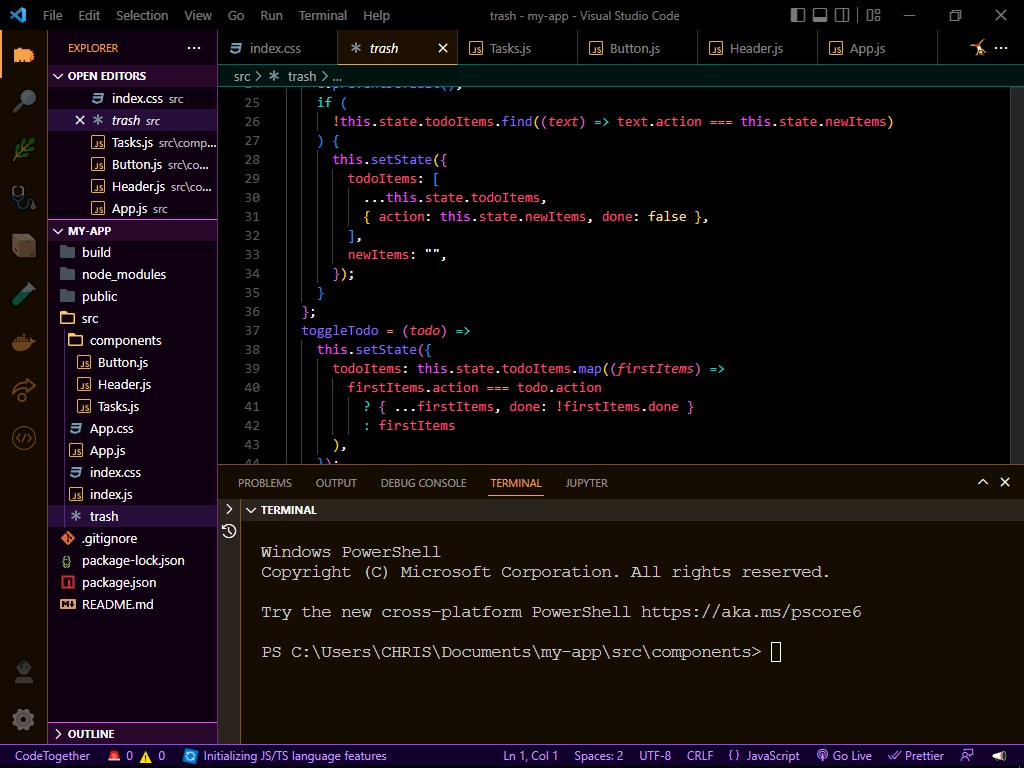 File Edit Selection View Go Run Terminal Help trash - my-app - Visual Studio Code
EXPLORER ...
index.css trash Tasks.js Button.js Header.js App.js
OPEN EDITORS
index.css src
trash src
Tasks.js src\comp...
Button.js src\co...
Header.js src\co...
App.js src
MY-APP
build
node_modules
public
src
components
Button.js
Header.js
Tasks.js
App.css
App.js
index.css
index.js
trash
.gitignore
package-lock.json
package.json
README.md
OUTLINE
src > trash > ...
25 if (
26 !this.state.todoItems.find((text) => text.action === this.state.newItems)
27 ) {
28 this.setState({
29 todoItems: [
30 ...this.state.todoItems,
31 { action: this.state.newItems, done: false },
32 ],
33 newItems: "",
34 });
35 }
36 };
37 toggleTodo = (todo) =>
38 this.setState({
39 todoItems: this.state.todoItems.map((firstItems) =>
40 firstItems.action === todo.action
41 ? { ...firstItems, done: !firstItems.done }
42 : firstItems
43 ),
44 });
PROBLEMS OUTPUT DEBUG CONSOLE TERMINAL JUPYTER
TERMINAL
Windows PowerShell
Copyright (C) Microsoft Corporation. All rights reserved.
Try the new cross-platform PowerShell https://aka.ms/pscore6
PS C:\Users\CHRIS\Documents\my-app\src\components>
CodeTogether 0 0 Initializing JS/TS language features Ln 1, Col 1 Spaces: 2 UTF-8 CRLF {} JavaScript Go Live Prettier